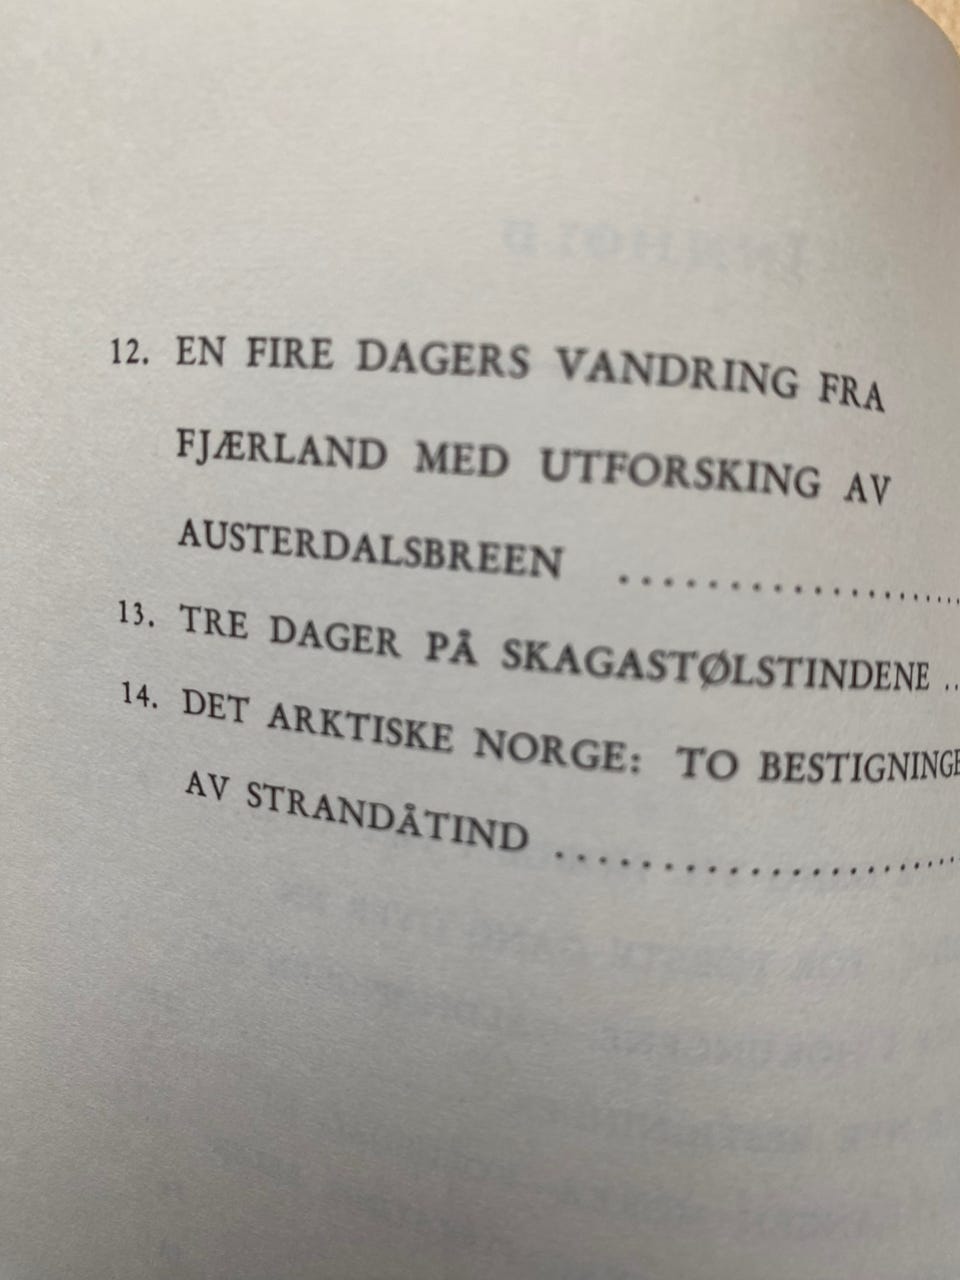 12. EN FIRE DAGERS VANDRING FRA
FJÆRLAND MED UTFORSKING AV
AUSTERDALSBREEN ....................
13. TRE DAGER PÅ SKAGASTØLSTINDENE ..
14. DET ARKTISKE NORGE: TO BESTIGNINGE
AV STRANDÅTIND ....................